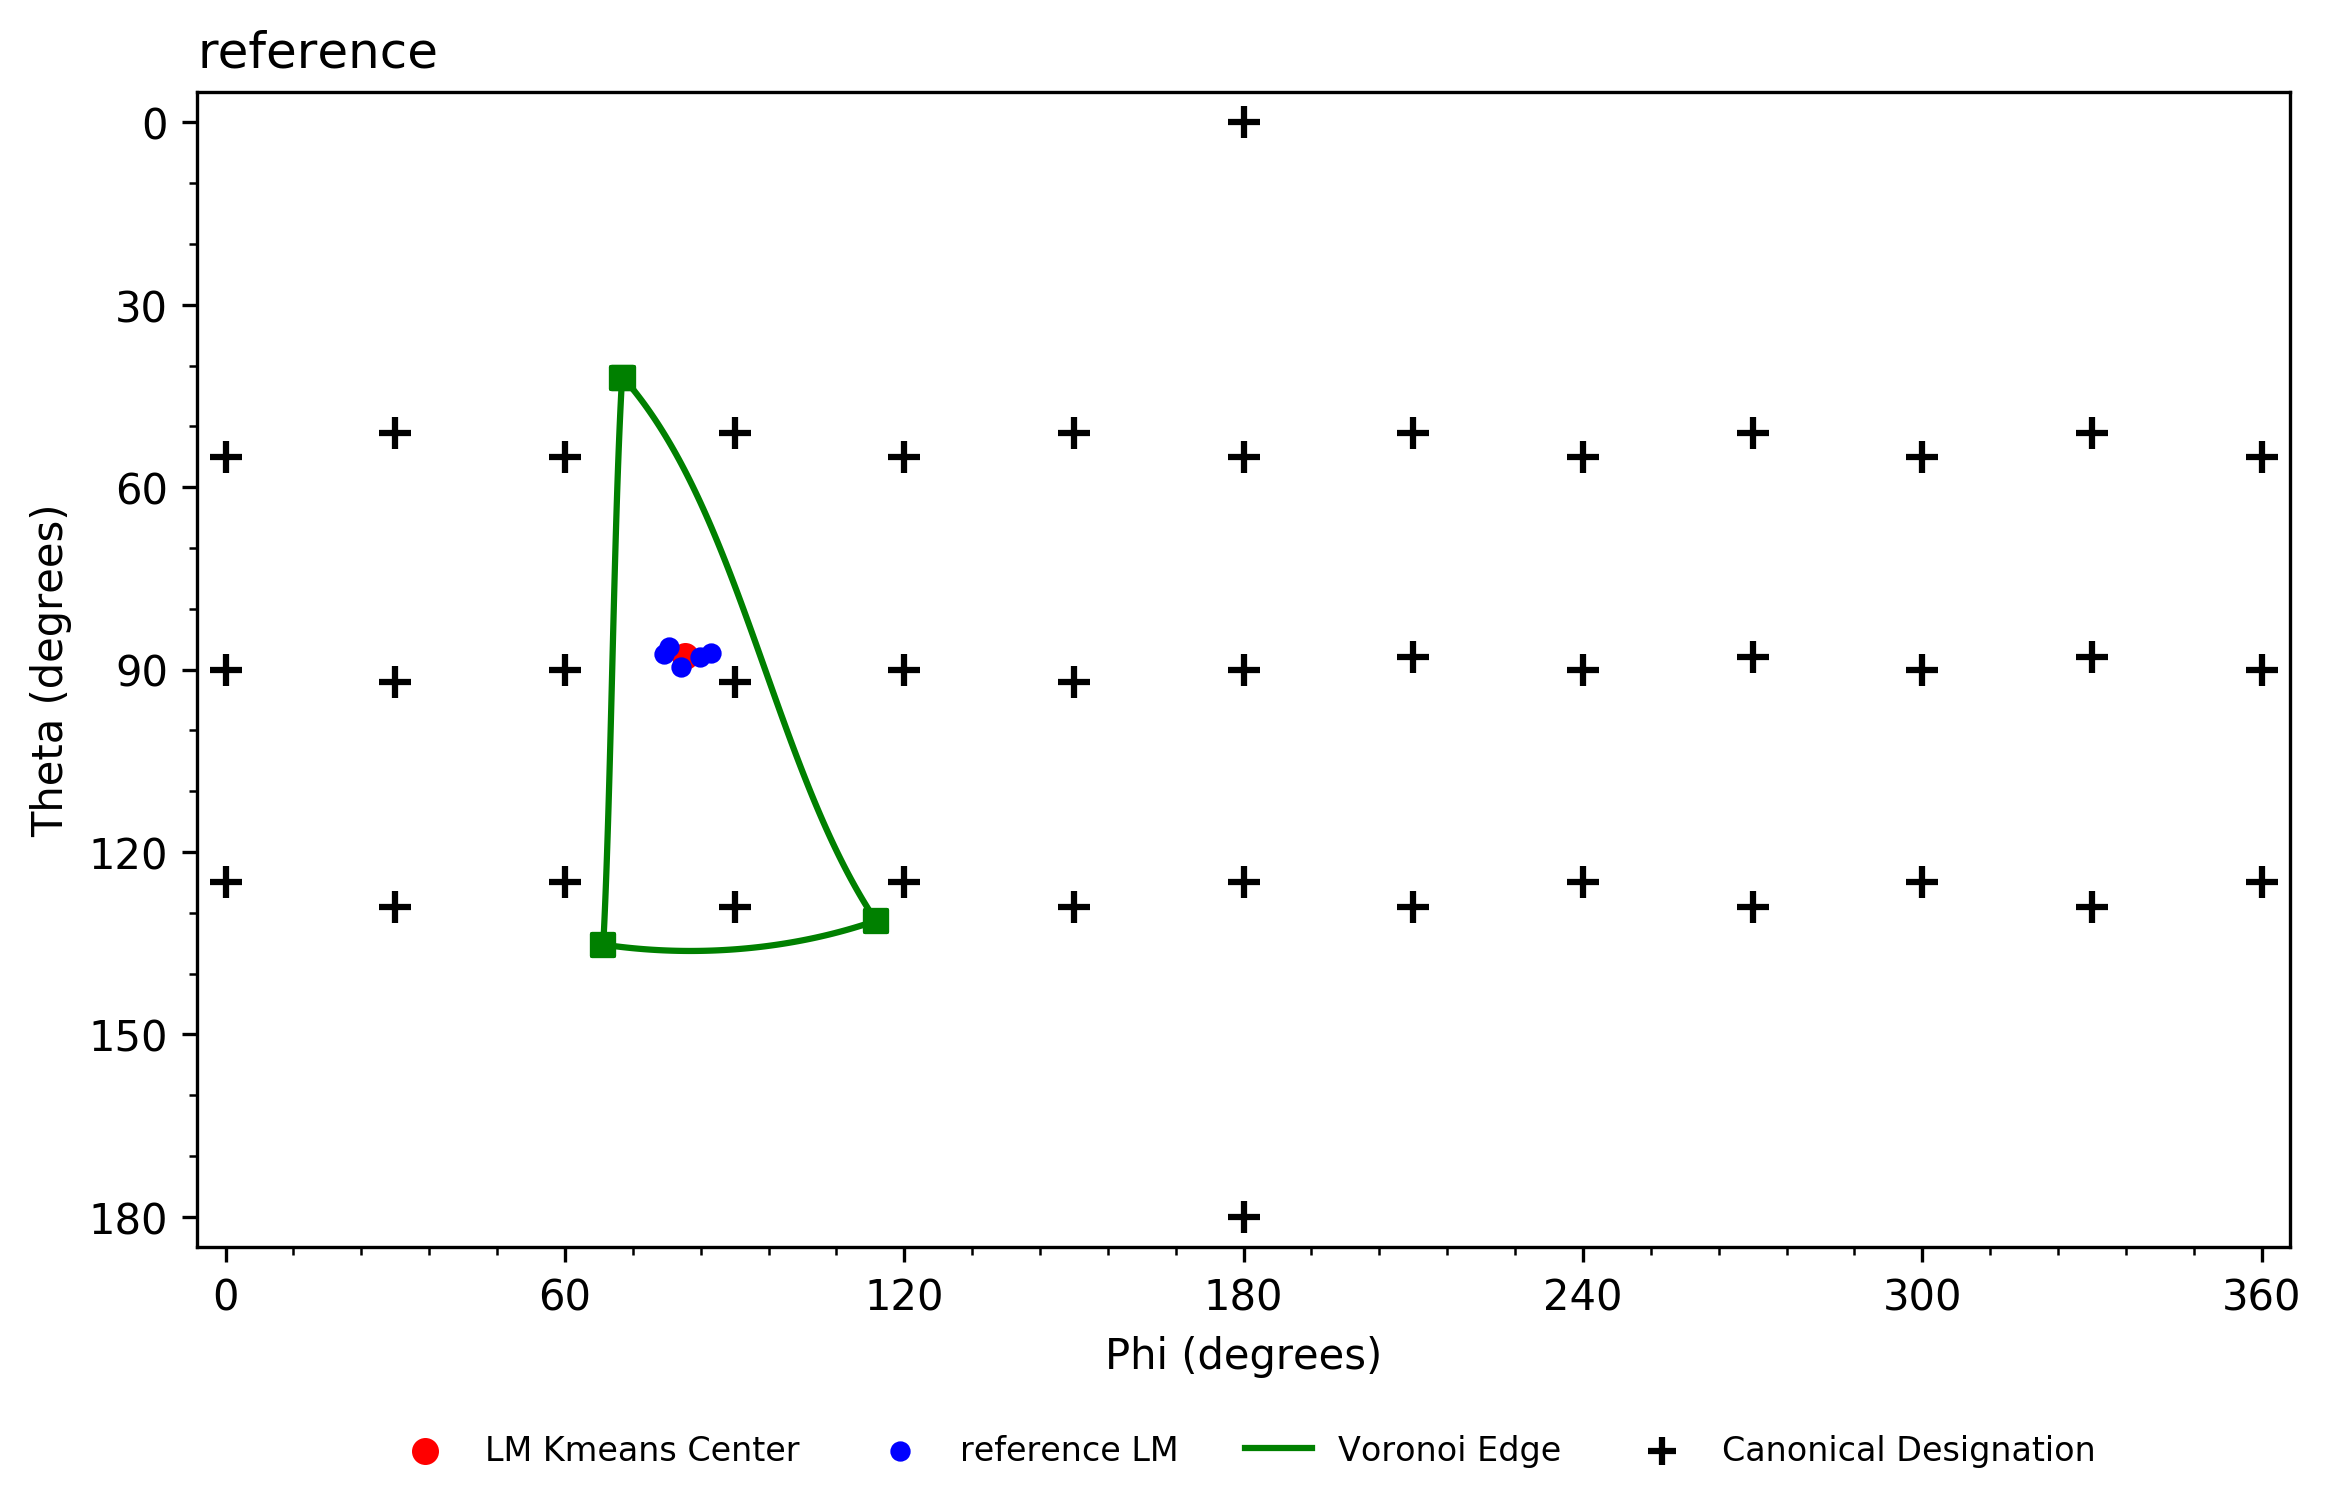 reference
0
30
60
90
120
150
180
Theta (degrees)
0 60 120 180 240 300 360
Phi (degrees)
LM Kmeans Center reference LM Voronoi Edge Canonical Designation